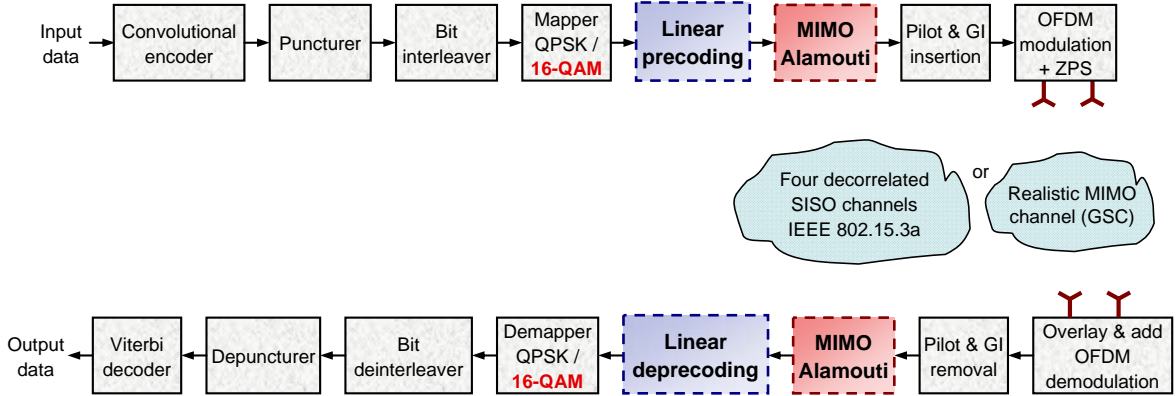 Input
data
Convolutional
encoder
Puncturer
Bit
interleaver
Mapper
QPSK /
16-QAM
Linear
precoding
MIMO
Alamouti
Pilot & GI
insertion
OFDM
modulation
+ ZPS
Four decorrelated
SISO channels
IEEE 802.15.3a
or
Realistic MIMO
channel (GSC)
Output
data
Viterbi
decoder
Depuncturer
Bit
deinterleaver
Demapper
QPSK /
16-QAM
Linear
deprecoding
MIMO
Alamouti
Pilot & GI
removal
Overlay & add
OFDM
demodulation